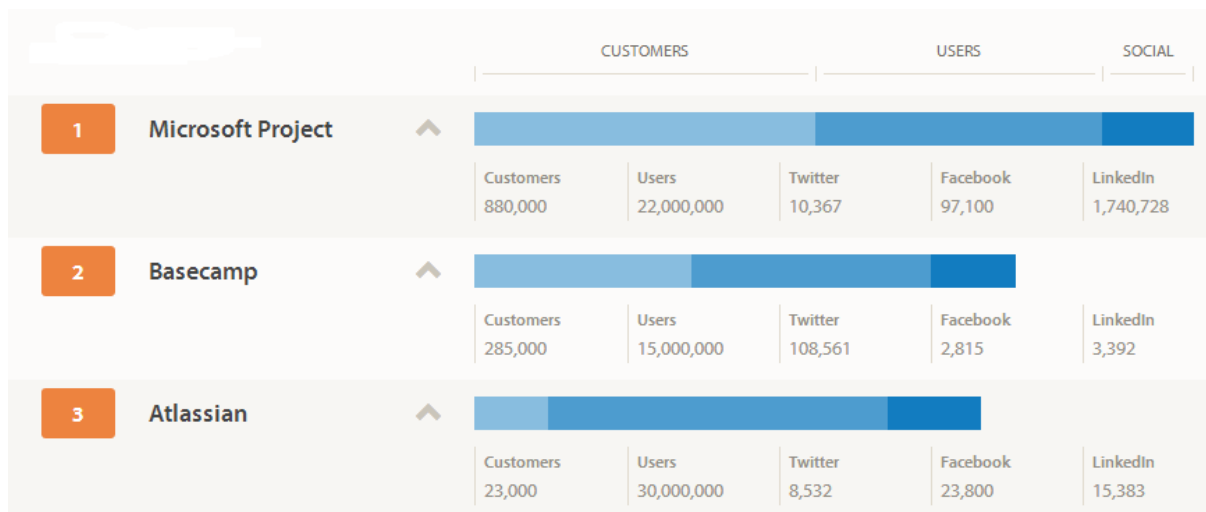 CUSTOMERS USERS SOCIAL
1 Microsoft Project
Customers Users Twitter Facebook LinkedIn
880,000 22,000,000 10,367 97,100 1,740,728
2 Basecamp
Customers Users Twitter Facebook LinkedIn
285,000 15,000,000 108,561 2,815 3,392
3 Atlassian
Customers Users Twitter Facebook LinkedIn
23,000 30,000,000 8,532 23,800 15,383